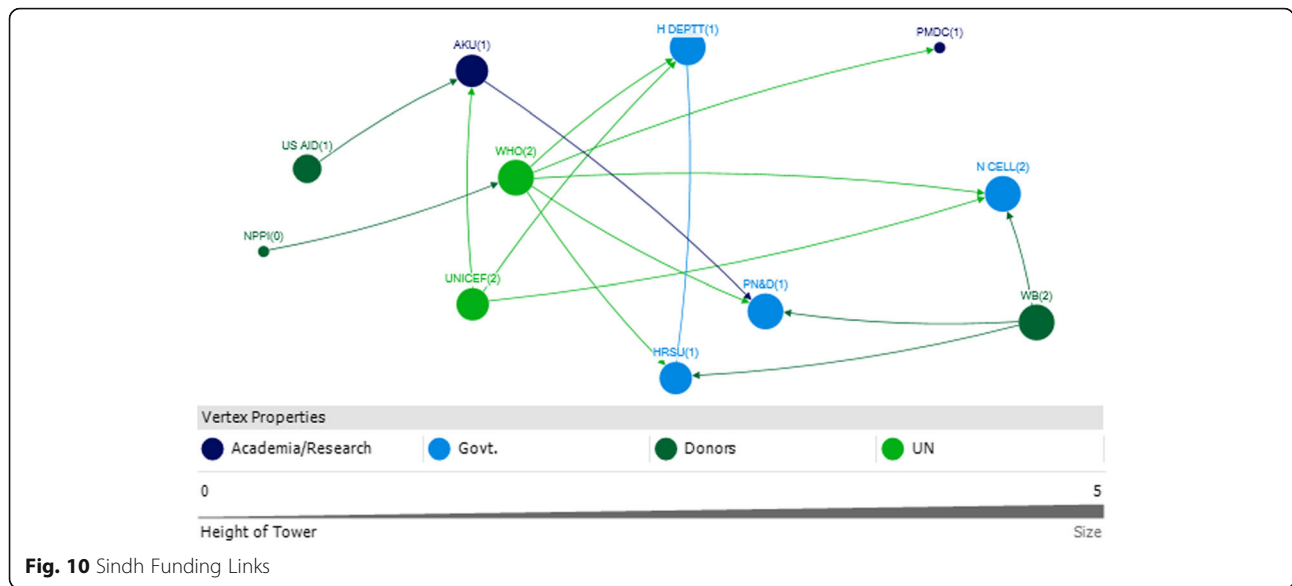 H DEPTT(1)
PMDC(1)
AKU(1)
US AID(1)
WHO(2)
N CELL(2)
NPPI(0)
UNICEF(2)
PN&D(1)
WB(2)
HRSU(1)
Vertex Properties
Academia/Research Govt. Donors UN
0 5
Height of Tower Size
Fig. 10 Sindh Funding Links